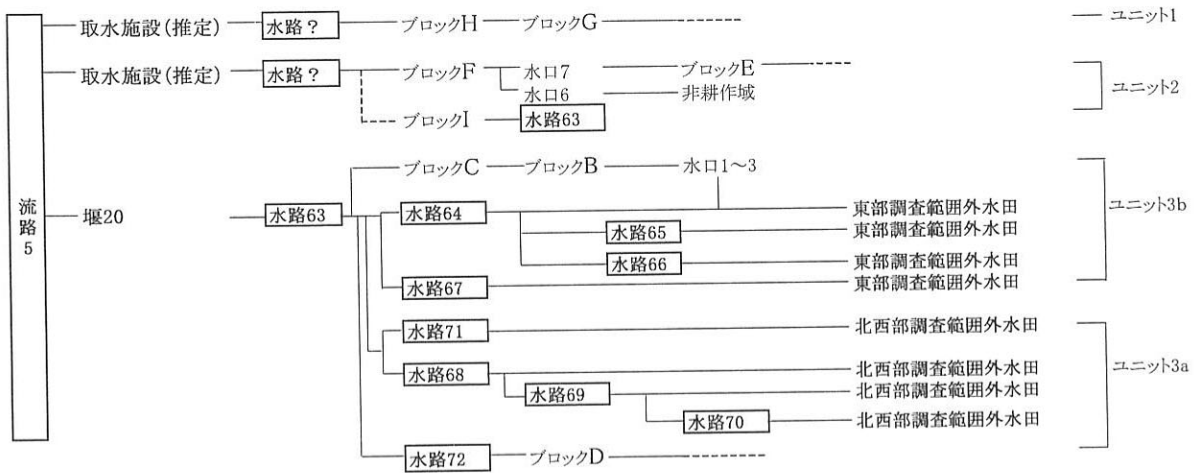 取水施設(推定) 水路？ ブロックH ブロックG ユニット1
取水施設(推定) 水路？ ブロックF 水口7 ブロックE
水口6 非耕作域 ユニット2
ブロックI 水路63
ブロックC ブロックB 水口1～3
流路5 堰20 水路63 水路64 東部調査範囲外水田 ユニット3b
水路65 東部調査範囲外水田
水路66 東部調査範囲外水田
水路67 東部調査範囲外水田
水路71 北西部調査範囲外水田
水路68 北西部調査範囲外水田 ユニット3a
水路69 北西部調査範囲外水田
水路70 北西部調査範囲外水田
水路72 ブロックD